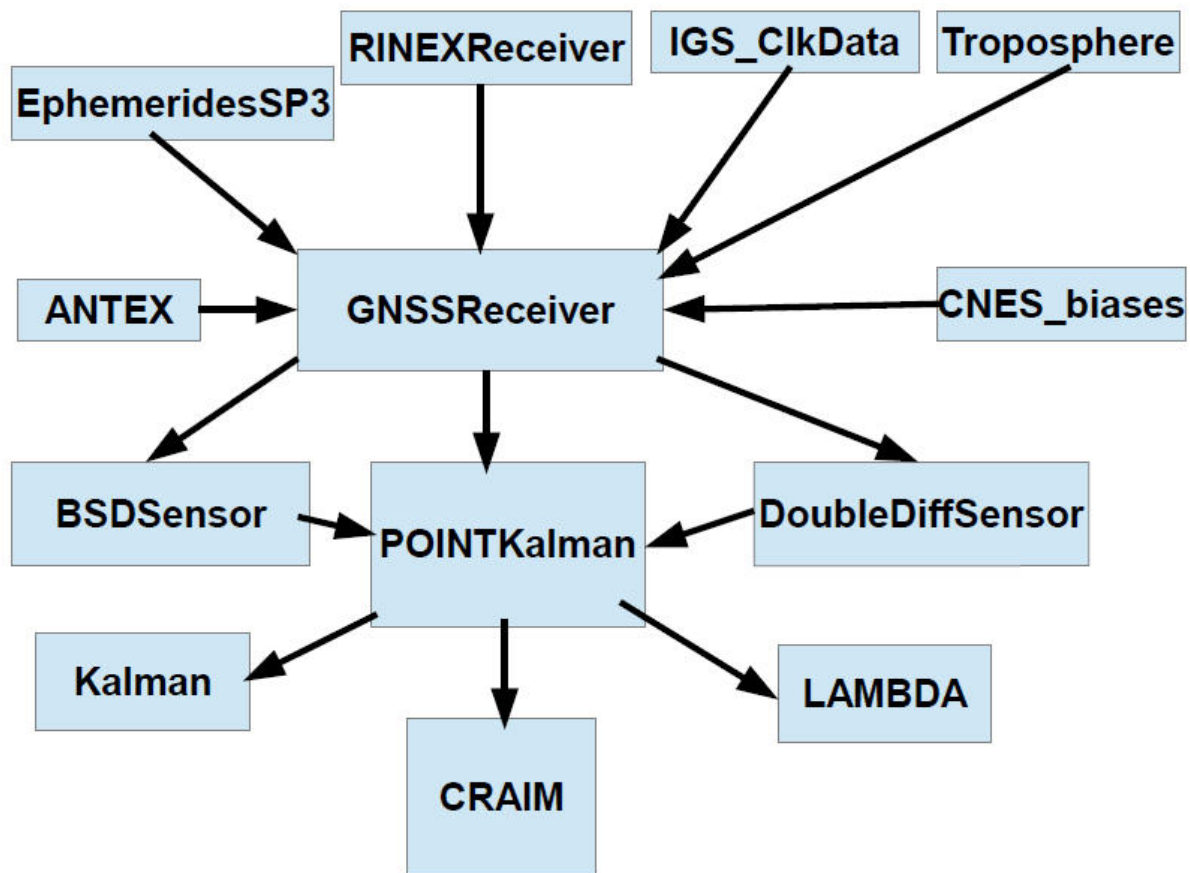 RINEXReceiver
IGS_ClkData
Troposphere
EphemeridesSP3
ANTEX
GNSSReceiver
CNES_biases
BSDSensor
POINTKalman
DoubleDiffSensor
Kalman
LAMBDA
CRAIM